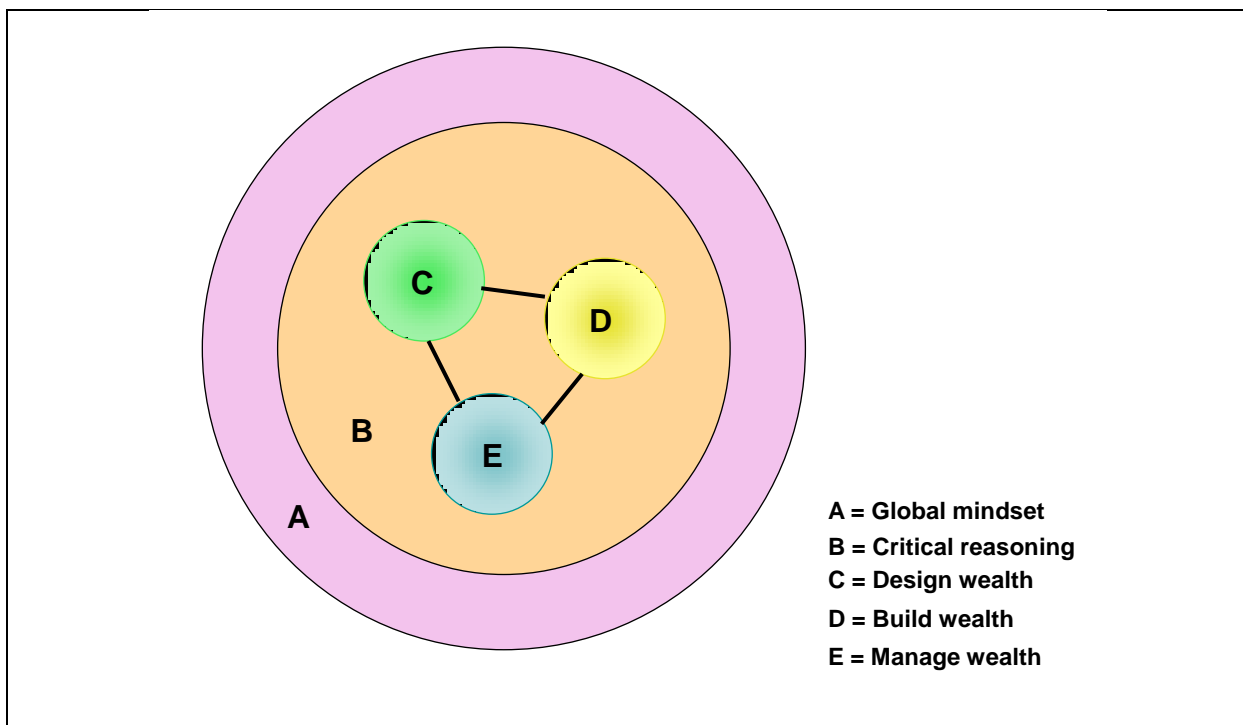 C
D
B
E
A
A = Global mindset
B = Critical reasoning
C = Design wealth
D = Build wealth
E = Manage wealth